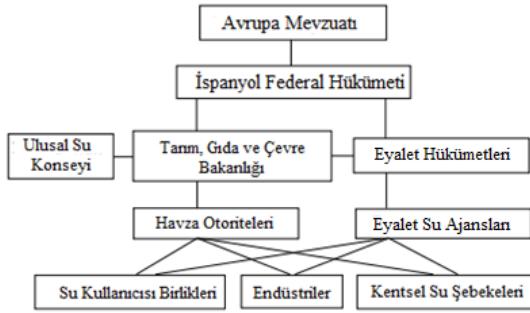 Avrupa Mevzuatı
İspanyol Federal Hükümeti
Ulusal Su
Konseyi
Tarım, Gıda ve Çevre
Bakanlığı
Eyalet Hükümetleri
Havza Otoriteleri
Eyalet Su Ajansları
Su Kullanıcısı Birlikleri
Endüstriler
Kentsel Su Şebekeleri